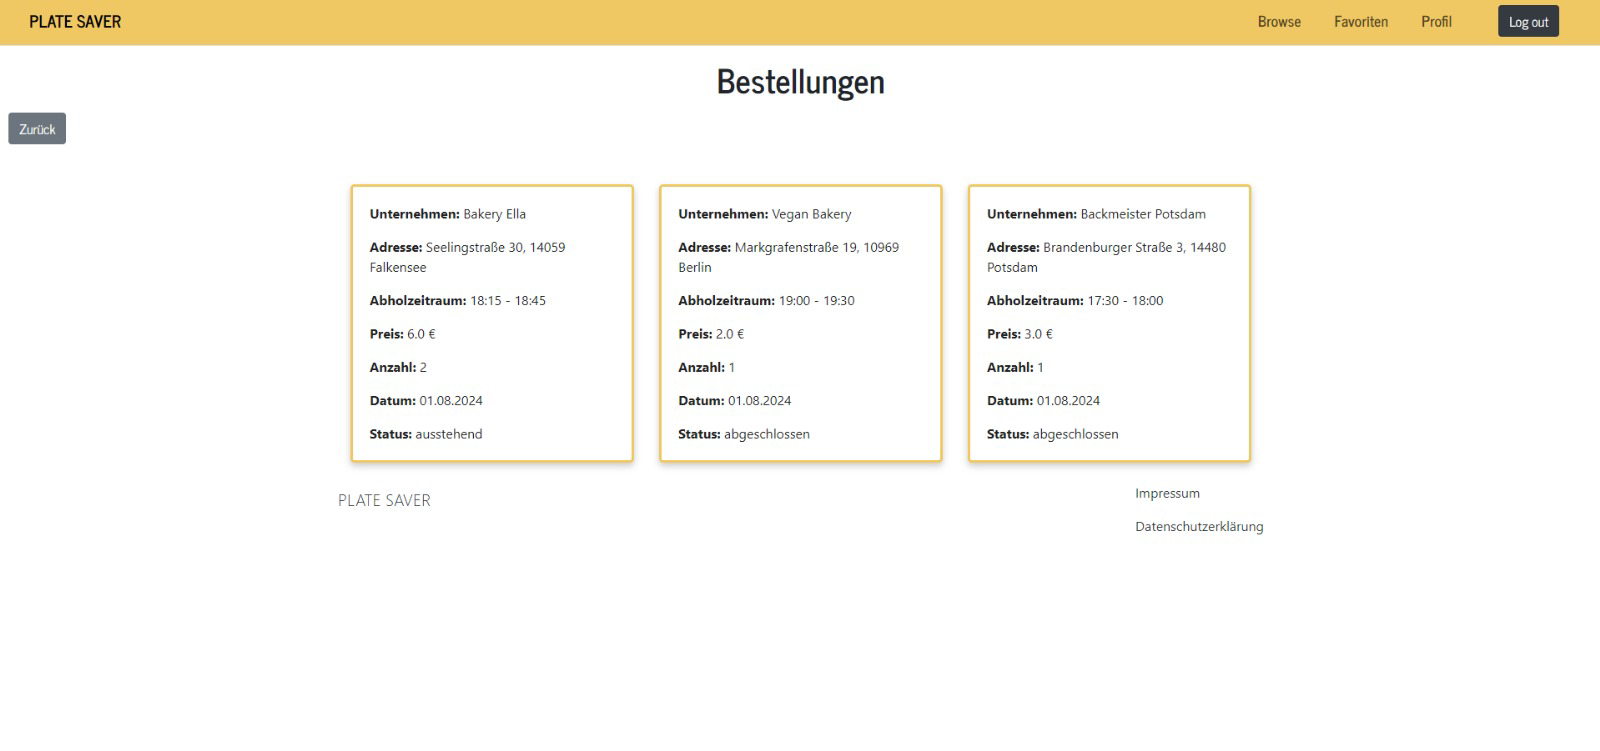 PLATE SAVER
Browse
Favoriten
Profil
Log out
Bestellungen
Zurück
Unternehmen: Bakery Ella
Adresse: Seelingstraße 30, 14059
Falkensee
Abholzeitraum: 18:15 - 18:45
Preis: 6.0 €
Anzahl: 2
Datum: 01.08.2024
Status: ausstehend
Unternehmen: Vegan Bakery
Adresse: Markgrafenstraße 19, 10969
Berlin
Abholzeitraum: 19:00 - 19:30
Preis: 2.0 €
Anzahl: 1
Datum: 01.08.2024
Status: abgeschlossen
Unternehmen: Backmeister Potsdam
Adresse: Brandenburger Straße 3, 14480
Potsdam
Abholzeitraum: 17:30 - 18:00
Preis: 3.0 €
Anzahl: 1
Datum: 01.08.2024
Status: abgeschlossen
PLATE SAVER
Impressum
Datenschutzerklärung